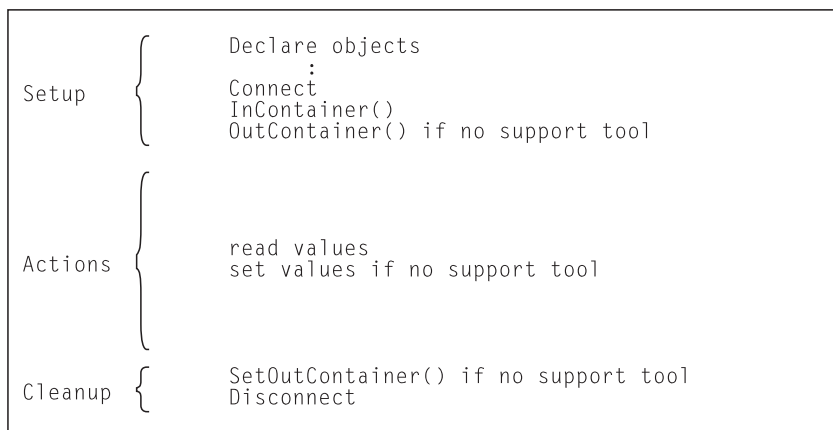 Declare objects
:
Setup
Connect
InContainer()
OutContainer() if no support tool
read values
Actions
set values if no support tool
SetOutContainer() if no support tool
Cleanup
Disconnect